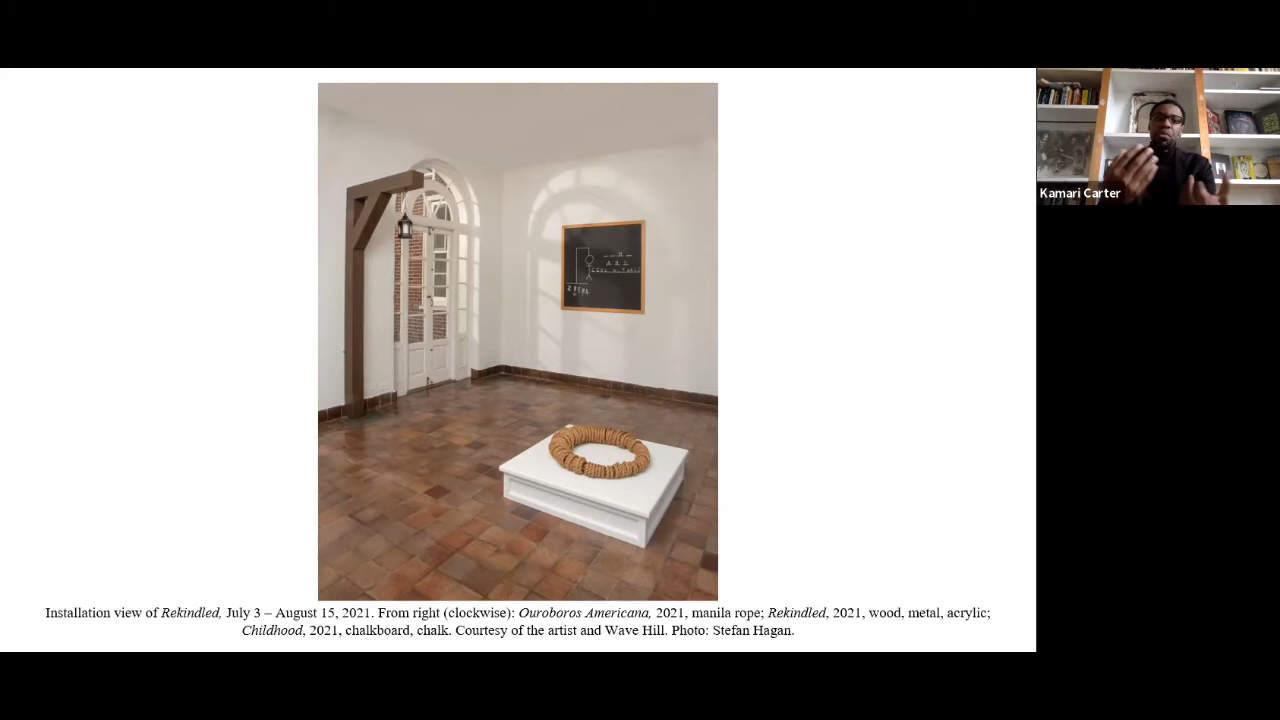 Kamari Carter
Installation view of Rekindled, July 3 – August 15, 2021. From right (clockwise): Ouroboros Americana, 2021, manila rope; Rekindled, 2021, wood, metal, acrylic;
Childhood, 2021, chalkboard, chalk. Courtesy of the artist and Wave Hill. Photo: Stefan Hagan.